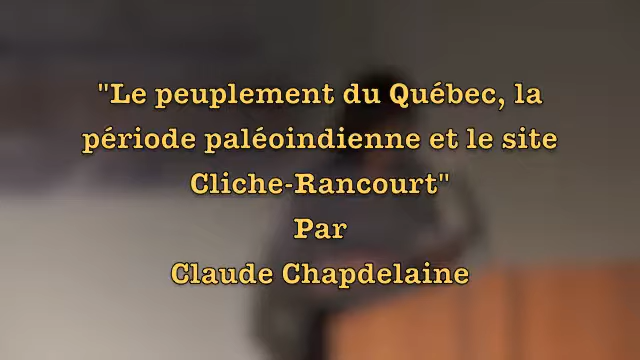 "Le peuplement du Québec, la
période paléoindienne et le site
Cliche-Rancourt"
Par
Claude Chapdelaine